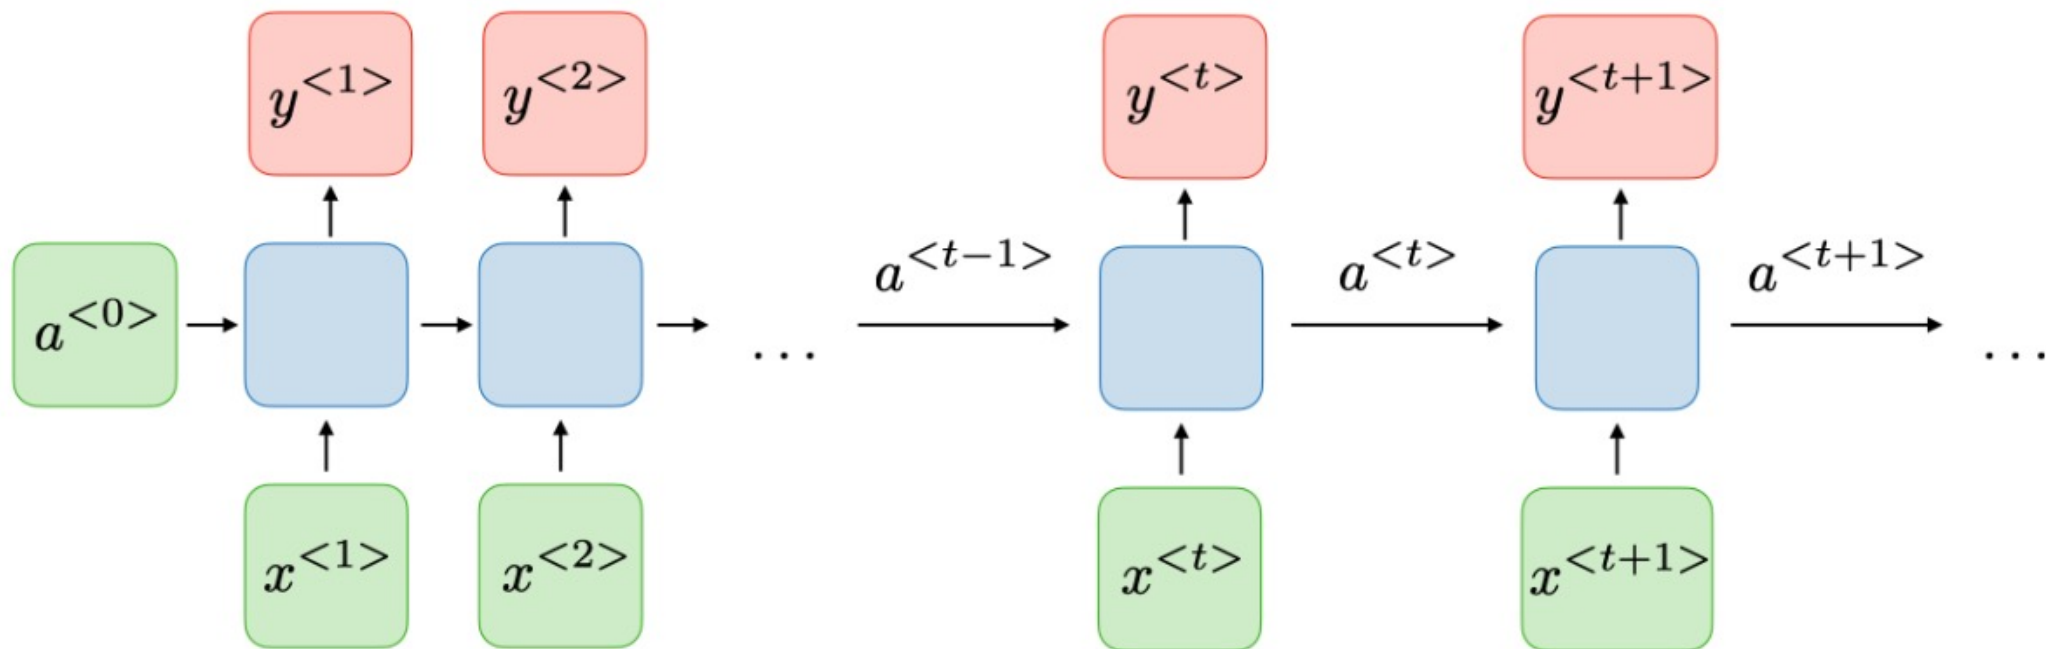 y^{<1>} y^{<2>} y^{<t>} y^{<t+1>}
a^{<0>} ... a^{<t-1>} a^{<t>} a^{<t+1>} ...
x^{<1>} x^{<2>} x^{<t>} x^{<t+1>}